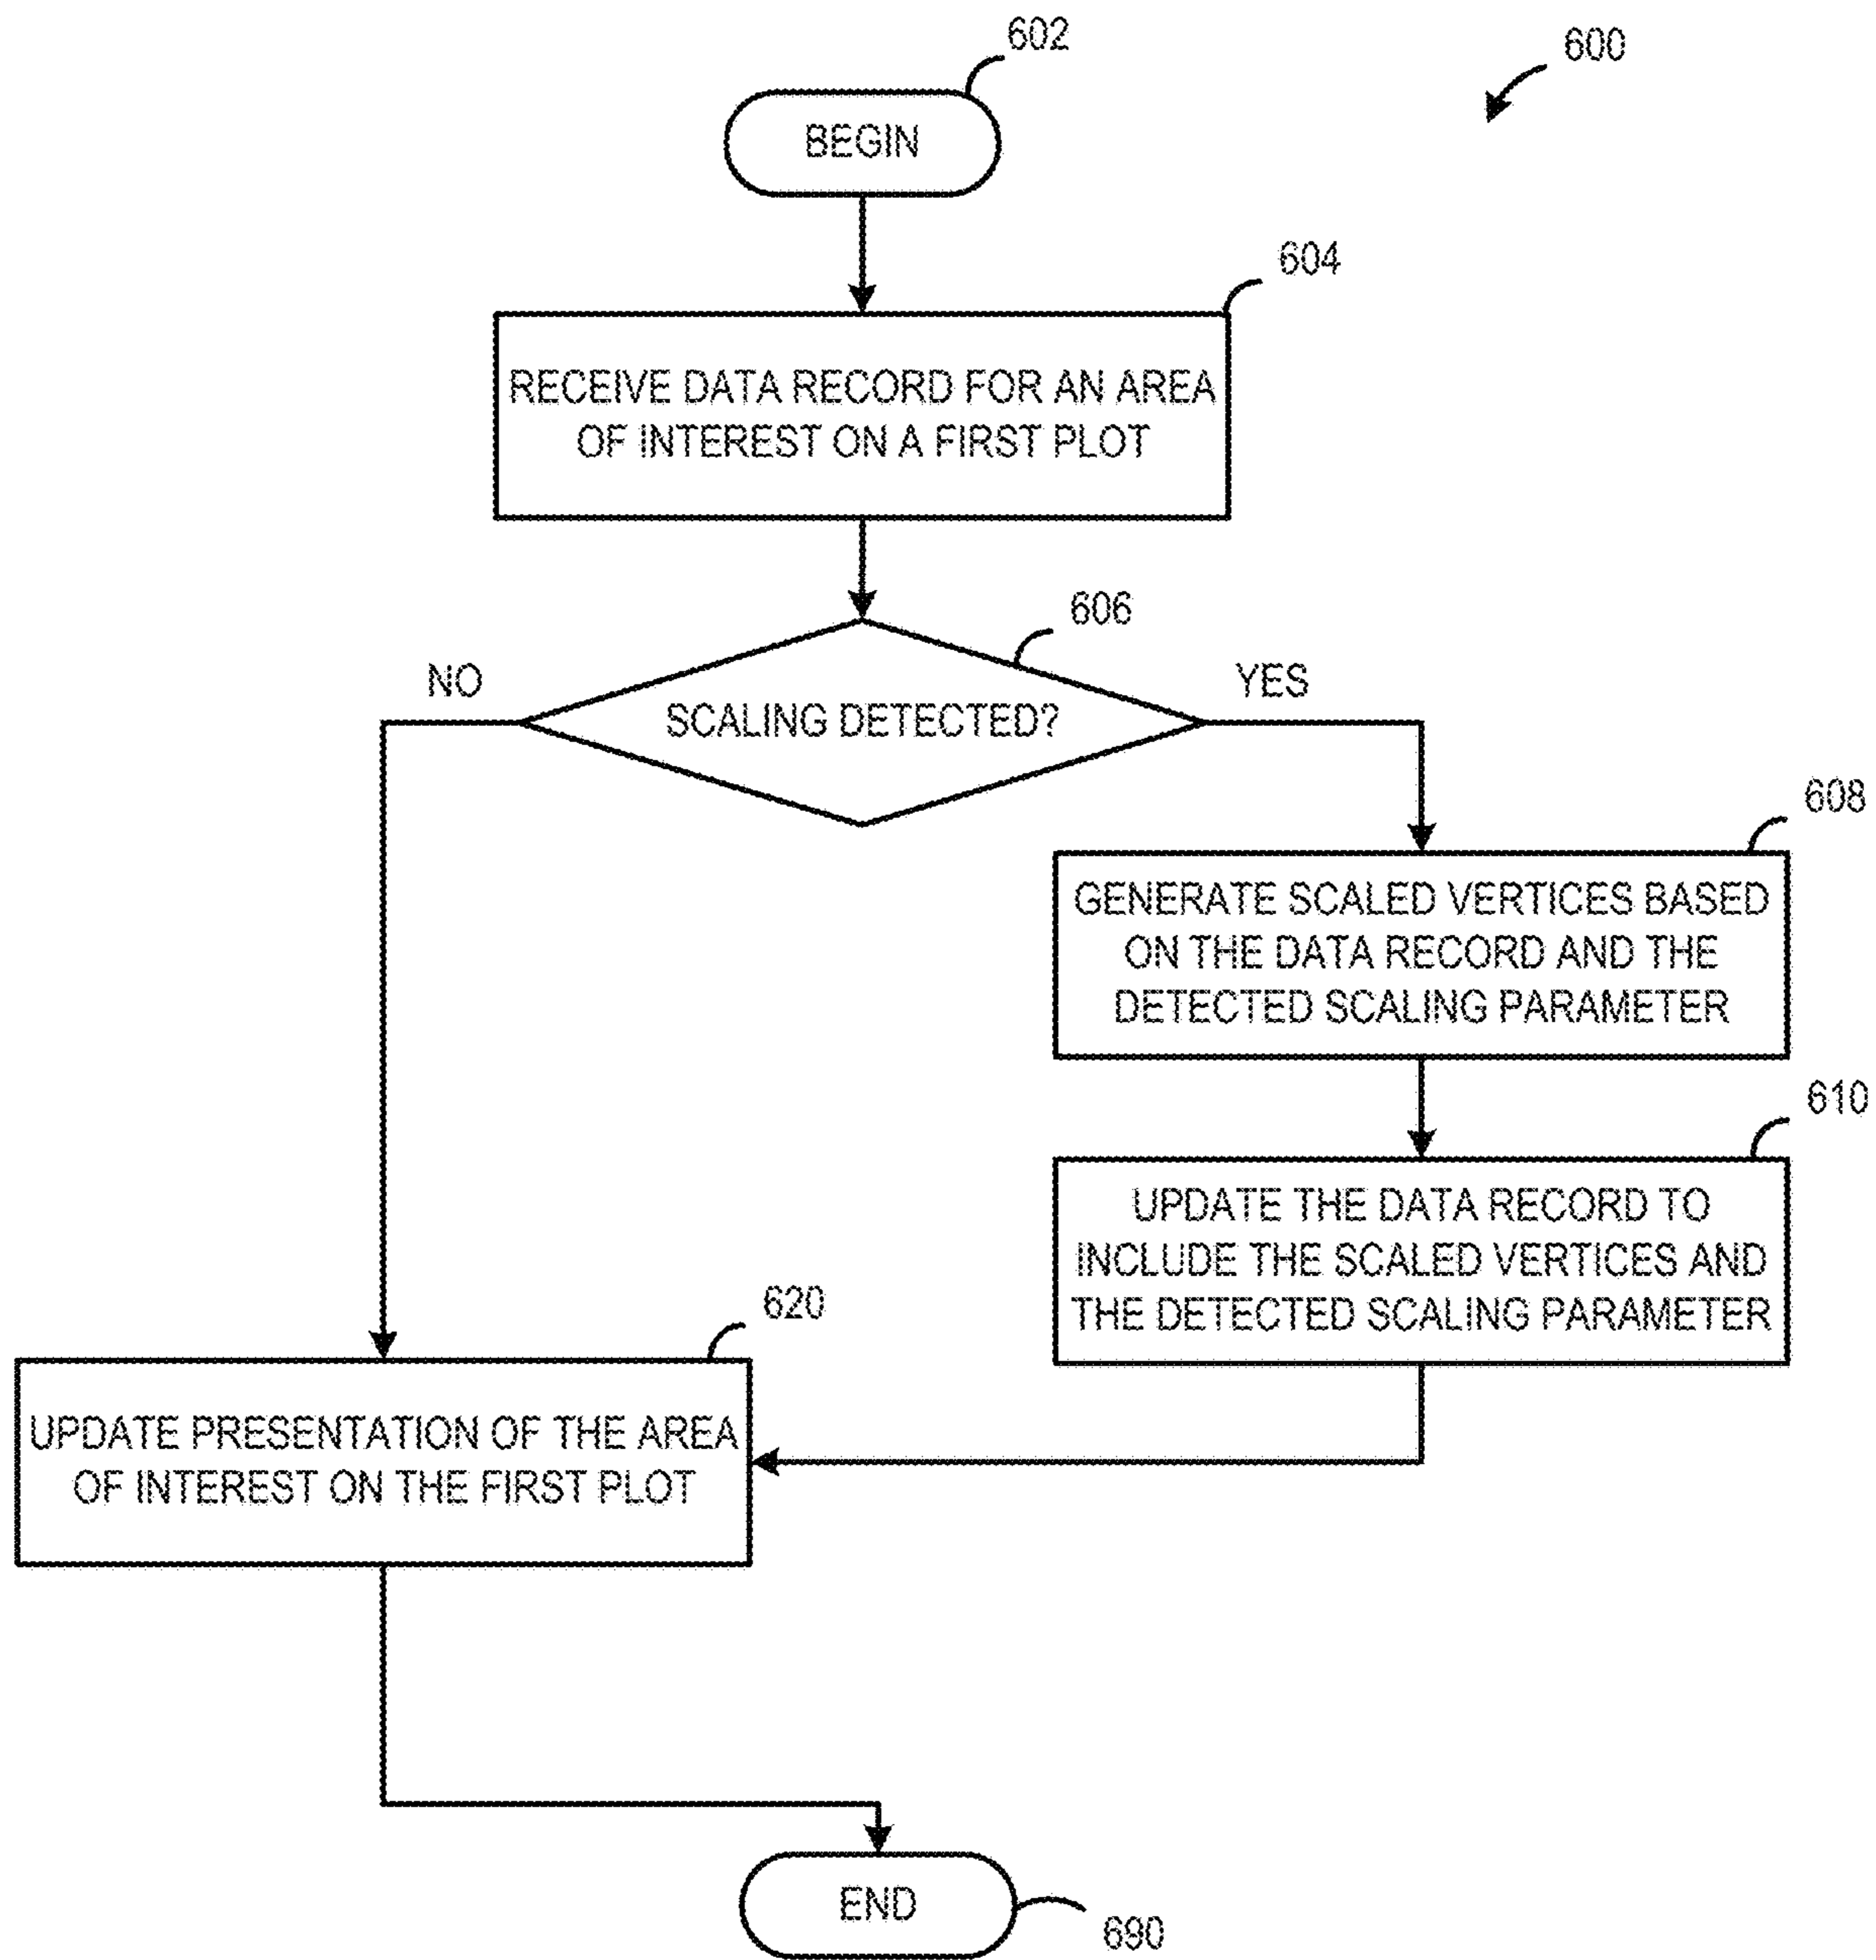 602
600
BEGIN
604
RECEIVE DATA RECORD FOR AN AREA
OF INTEREST ON A FIRST PLOT
606
NO
YES
SCALING DETECTED?
608
GENERATE SCALED VERTICES BASED
ON THE DATA RECORD AND THE
DETECTED SCALING PARAMETER
610
UPDATE THE DATA RECORD TO
INCLUDE THE SCALED VERTICES AND
THE DETECTED SCALING PARAMETER
620
UPDATE PRESENTATION OF THE AREA
OF INTEREST ON THE FIRST PLOT
END
690